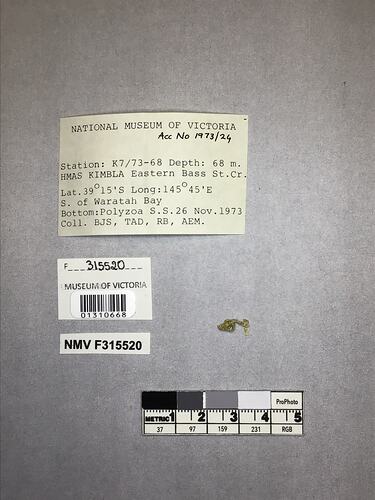 NATIONAL MUSEUM OF VICTORIA
Acc No 1973/24
Station: K7/73-68 Depth: 68 m.
HMAS KIMBLA Eastern Bass St.Cr.
Lat.39°15'S Long:145°45'E
S. of Waratah Bay
Bottom:Polyzoa S.S.26 Nov.1973
Coll. BJS, TAD, RB, AEM.
F___315520___
MUSEUM OF VICTORIA
01310668
NMV F315520
ProPhoto
METRIC 1 2 3 4 5
37 97 159 231 RGB